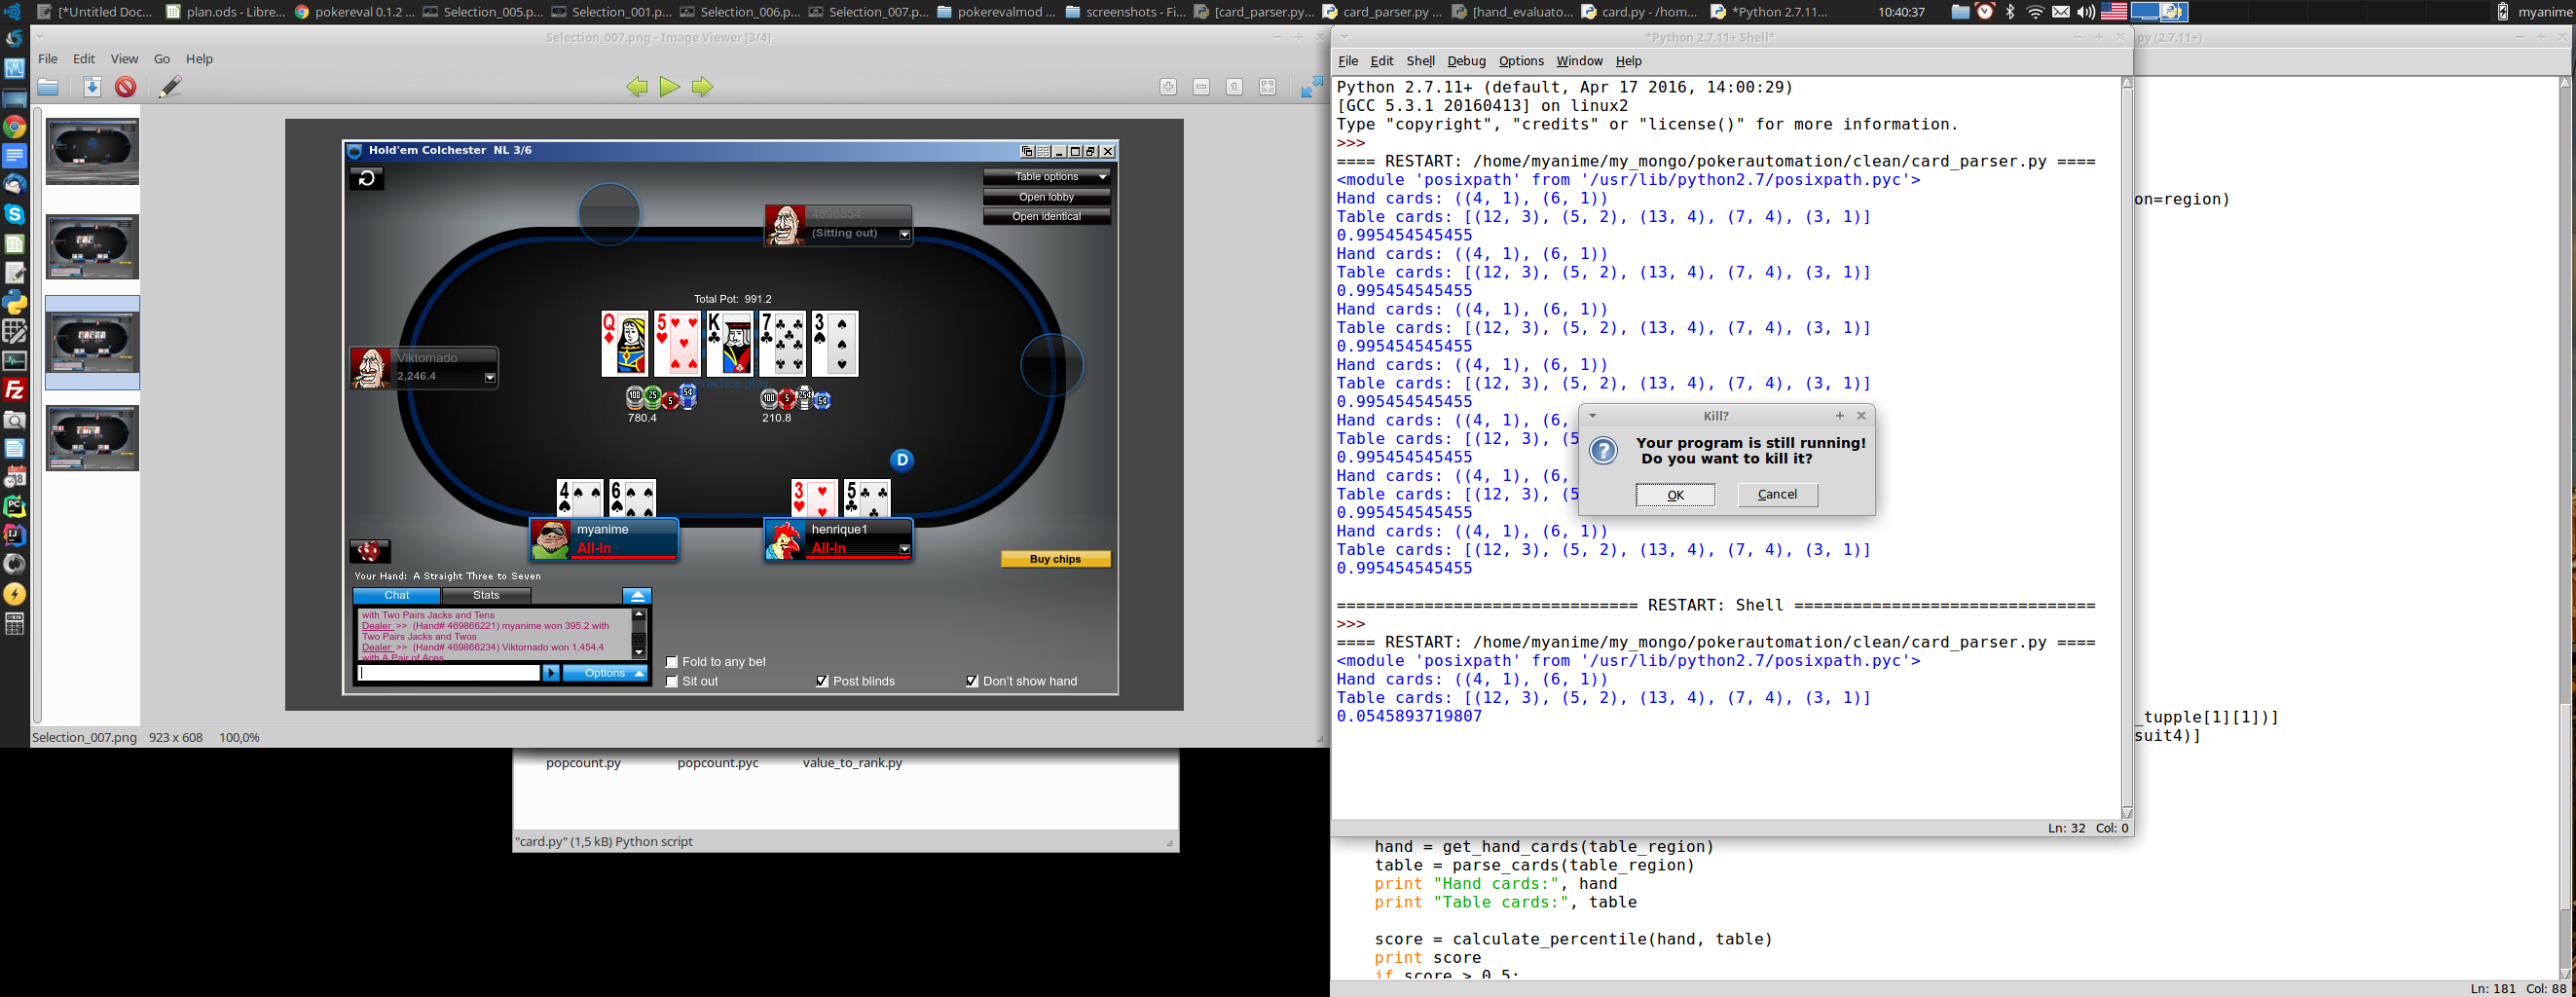 [*Untitled Doc...
plan.ods - Libre...
pokereval 0.1.2 ...
Selection_005.p...
Selection_001.p...
Selection_006.p...
Selection_007.p...
pokerevalmod ...
screenshots - Fi...
[card_parser.py...
card_parser.py ...
[hand_evaluato...
card.py - /hom...
*Python 2.7.11...
10:40:37
myanime
Selection_007.png - Image Viewer [3/4]
File Edit View Go Help
Hold'em Colchester NL 3/6
Table options
Open lobby
Open identical
4898854
(Sitting out)
Total Pot: 991.2
Q 5 K 7 3
Viktornado
2,246.4
Practice play
100 25 5 5¢
100 5 25¢ 5¢
780.4
210.8
D
4 6
3 5
myanime
All-In
henrique1
All-In
Buy chips
Your Hand: A Straight Three to Seven
Chat
Stats
with Two Pairs Jacks and Tens
Dealer >> (Hand# 469866221) myanime won 395.2 with
Two Pairs Jacks and Twos
Dealer >> (Hand# 469866234) Viktornado won 1,454.4
with A Pair of Aces
Options
Fold to any bet
Sit out
Post blinds
Don't show hand
Selection_007.png 923 x 608 100,0%
popcount.py popcount.pyc value_to_rank.py
"card.py" (1,5 kB) Python script
*Python 2.7.11+ Shell*
File Edit Shell Debug Options Window Help
Python 2.7.11+ (default, Apr 17 2016, 14:00:29)
[GCC 5.3.1 20160413] on linux2
Type "copyright", "credits" or "license()" for more information.
>>>
==== RESTART: /home/myanime/my_mongo/pokerautomation/clean/card_parser.py ====
<module 'posixpath' from '/usr/lib/python2.7/posixpath.pyc'>
Hand cards: ((4, 1), (6, 1))
Table cards: [(12, 3), (5, 2), (13, 4), (7, 4), (3, 1)]
0.995454545455
Hand cards: ((4, 1), (6, 1))
Table cards: [(12, 3), (5, 2), (13, 4), (7, 4), (3, 1)]
0.995454545455
Hand cards: ((4, 1), (6, 1))
Table cards: [(12, 3), (5, 2), (13, 4), (7, 4), (3, 1)]
0.995454545455
Hand cards: ((4, 1), (6, 1))
Table cards: [(12, 3), (5, 2), (13, 4), (7, 4), (3, 1)]
0.995454545455
Hand cards: ((4, 1), (6,
Table cards: [(12, 3), (5
0.995454545455
Hand cards: ((4, 1), (6,
Table cards: [(12, 3), (5
0.995454545455
Hand cards: ((4, 1), (6, 1))
Table cards: [(12, 3), (5, 2), (13, 4), (7, 4), (3, 1)]
0.995454545455
=============================== RESTART: Shell ===============================
>>>
==== RESTART: /home/myanime/my_mongo/pokerautomation/clean/card_parser.py ====
<module 'posixpath' from '/usr/lib/python2.7/posixpath.pyc'>
Hand cards: ((4, 1), (6, 1))
Table cards: [(12, 3), (5, 2), (13, 4), (7, 4), (3, 1)]
0.0545893719807
Ln: 32 Col: 0
Kill?
Your program is still running!
Do you want to kill it?
OK
Cancel
py (2.7.11+)
on=region)
_tupple[1][1])]
suit4)]
hand = get_hand_cards(table_region)
table = parse_cards(table_region)
print "Hand cards:", hand
print "Table cards:", table
score = calculate_percentile(hand, table)
print score
if score > 0.5:
Ln: 181 Col: 88